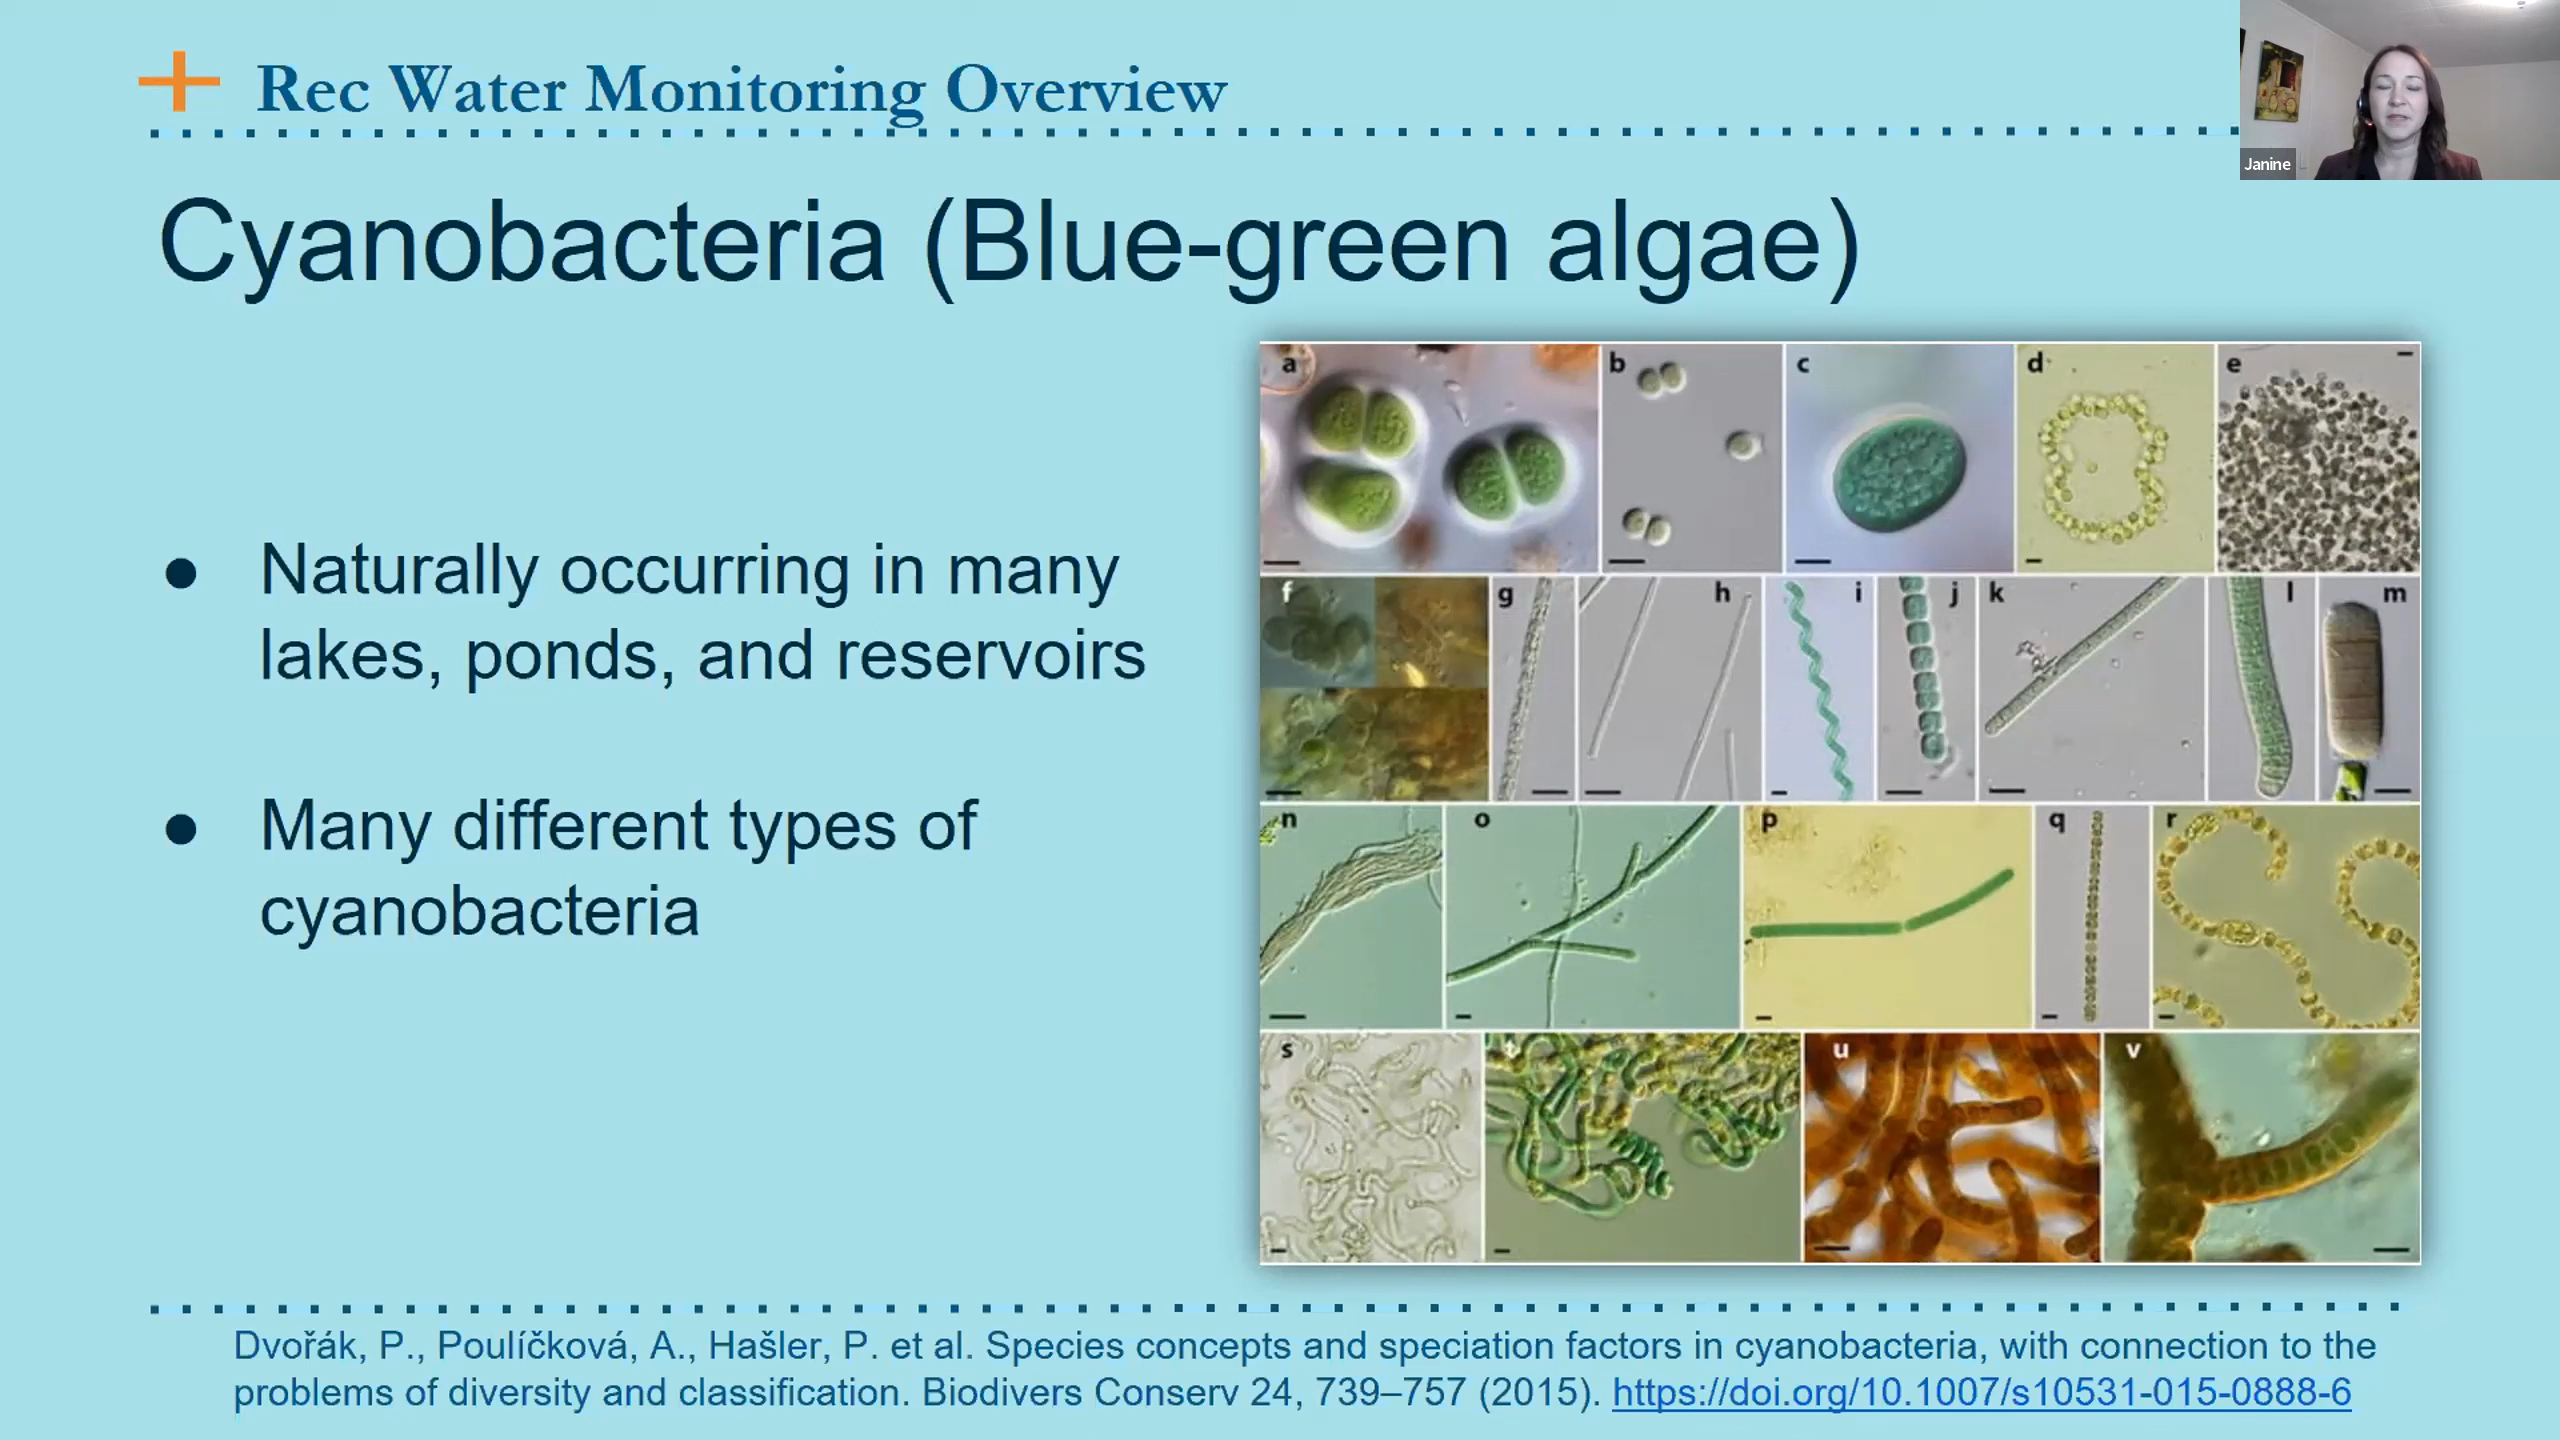 Rec Water Monitoring Overview
Janine
Cyanobacteria (Blue-green algae)
● Naturally occurring in many
lakes, ponds, and reservoirs
● Many different types of
cyanobacteria
a b c d e
f g h i j k l m
n o p q r
s t u v
Dvořák, P., Poulíčková, A., Hašler, P. et al. Species concepts and speciation factors in cyanobacteria, with connection to the
problems of diversity and classification. Biodivers Conserv 24, 739–757 (2015). https://doi.org/10.1007/s10531-015-0888-6